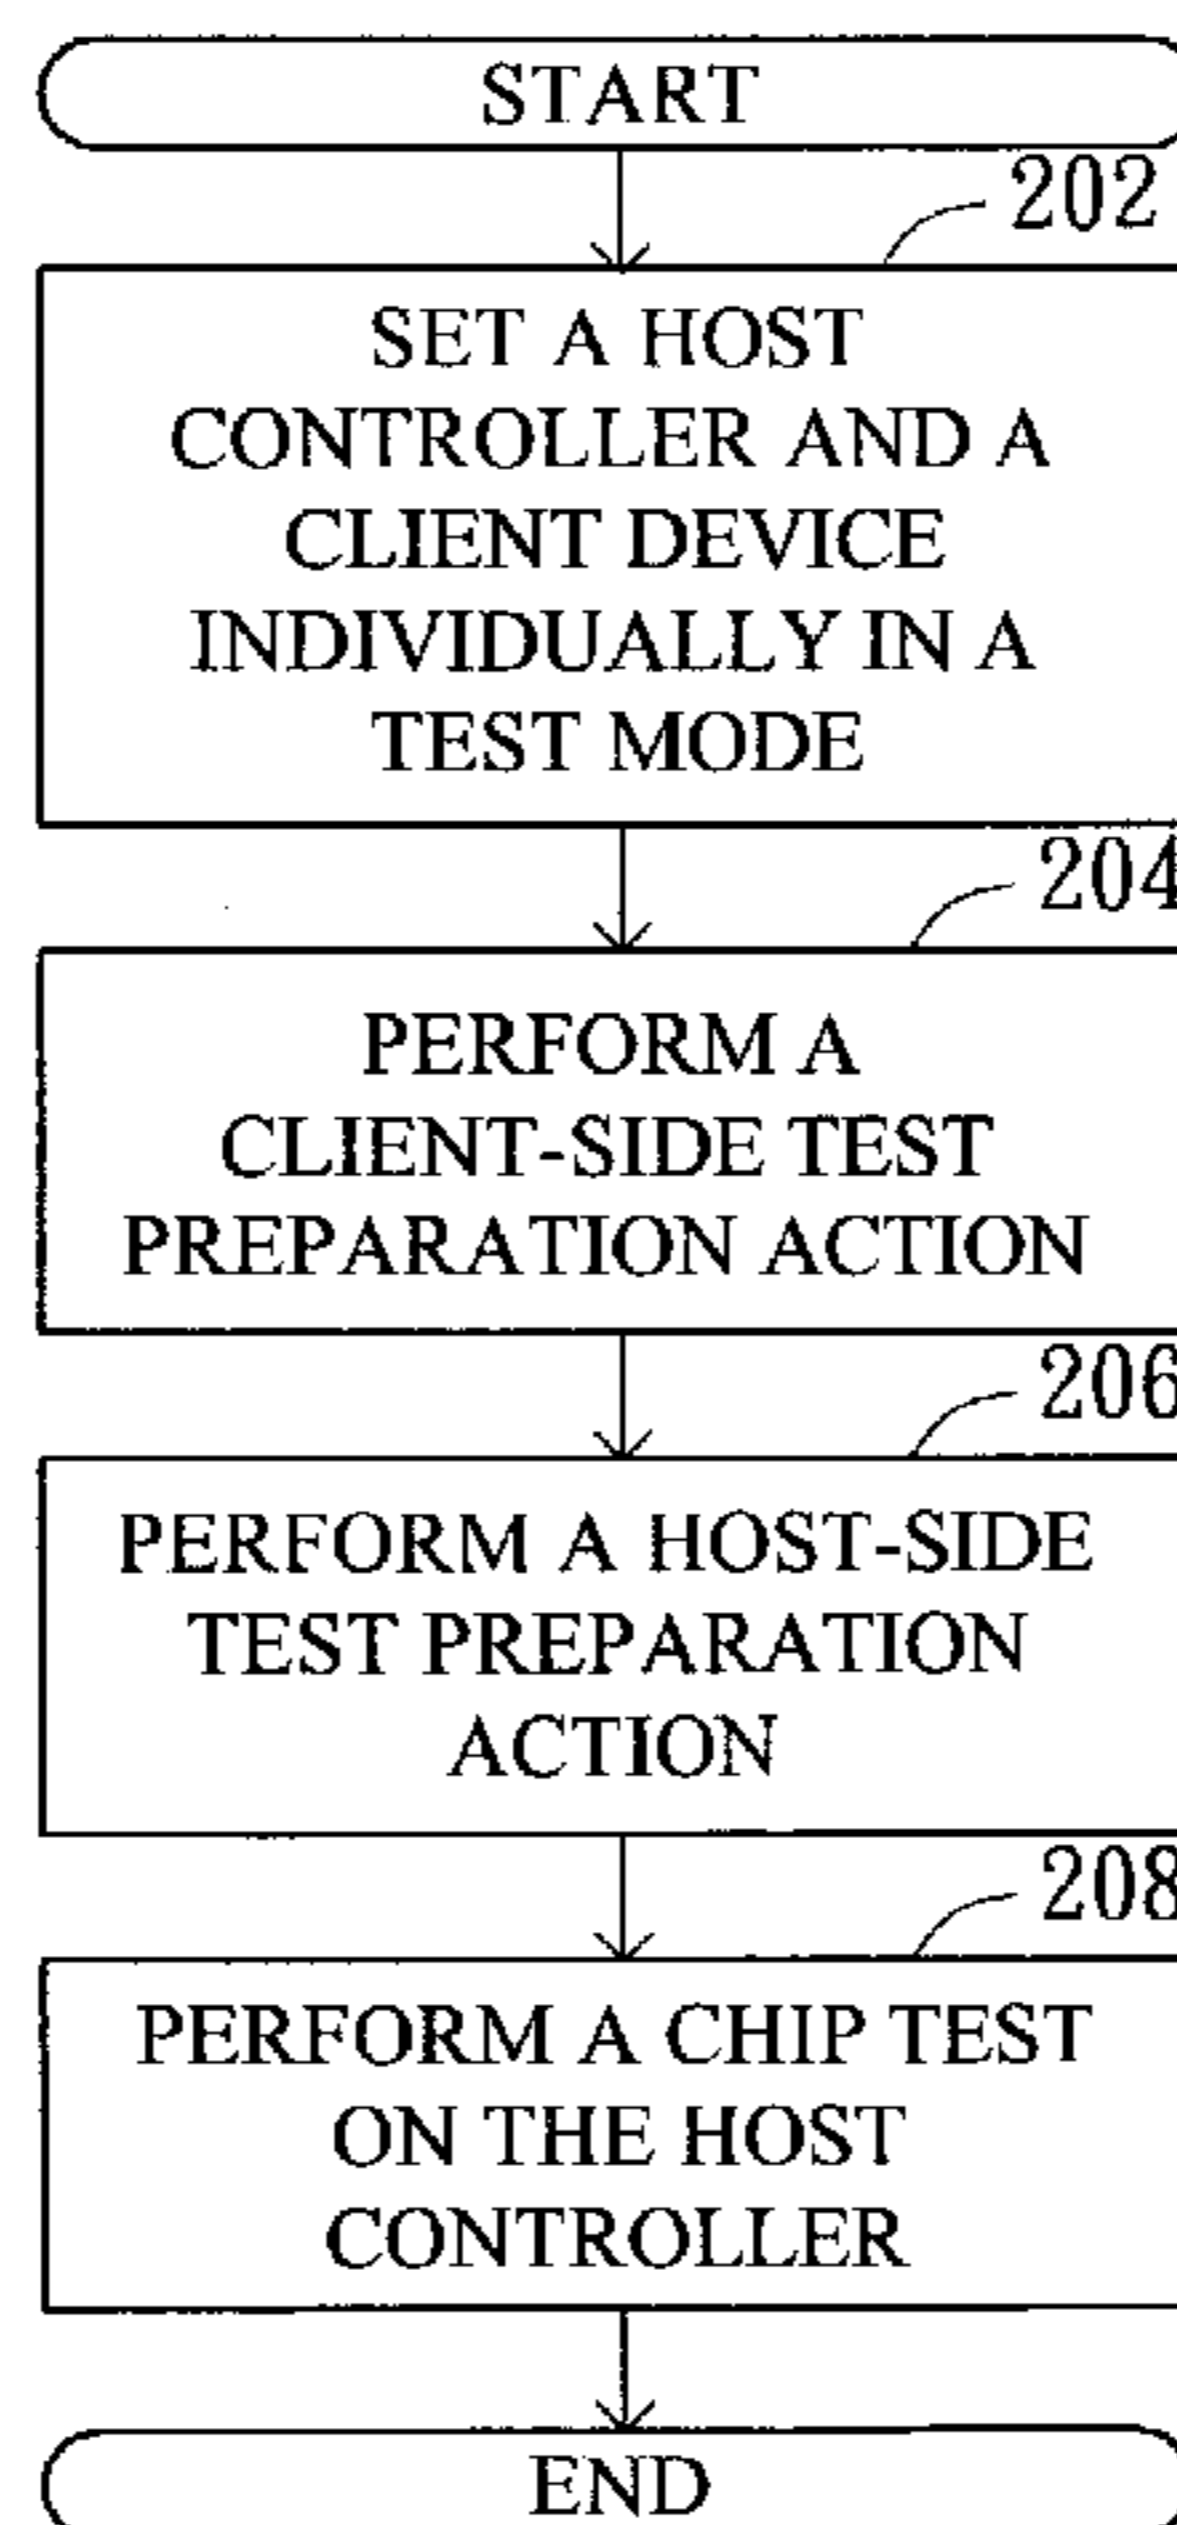 START
202
SET A HOST
CONTROLLER AND A
CLIENT DEVICE
INDIVIDUALLY IN A
TEST MODE
204
PERFORM A
CLIENT-SIDE TEST
PREPARATION ACTION
206
PERFORM A HOST-SIDE
TEST PREPARATION
ACTION
208
PERFORM A CHIP TEST
ON THE HOST
CONTROLLER
END